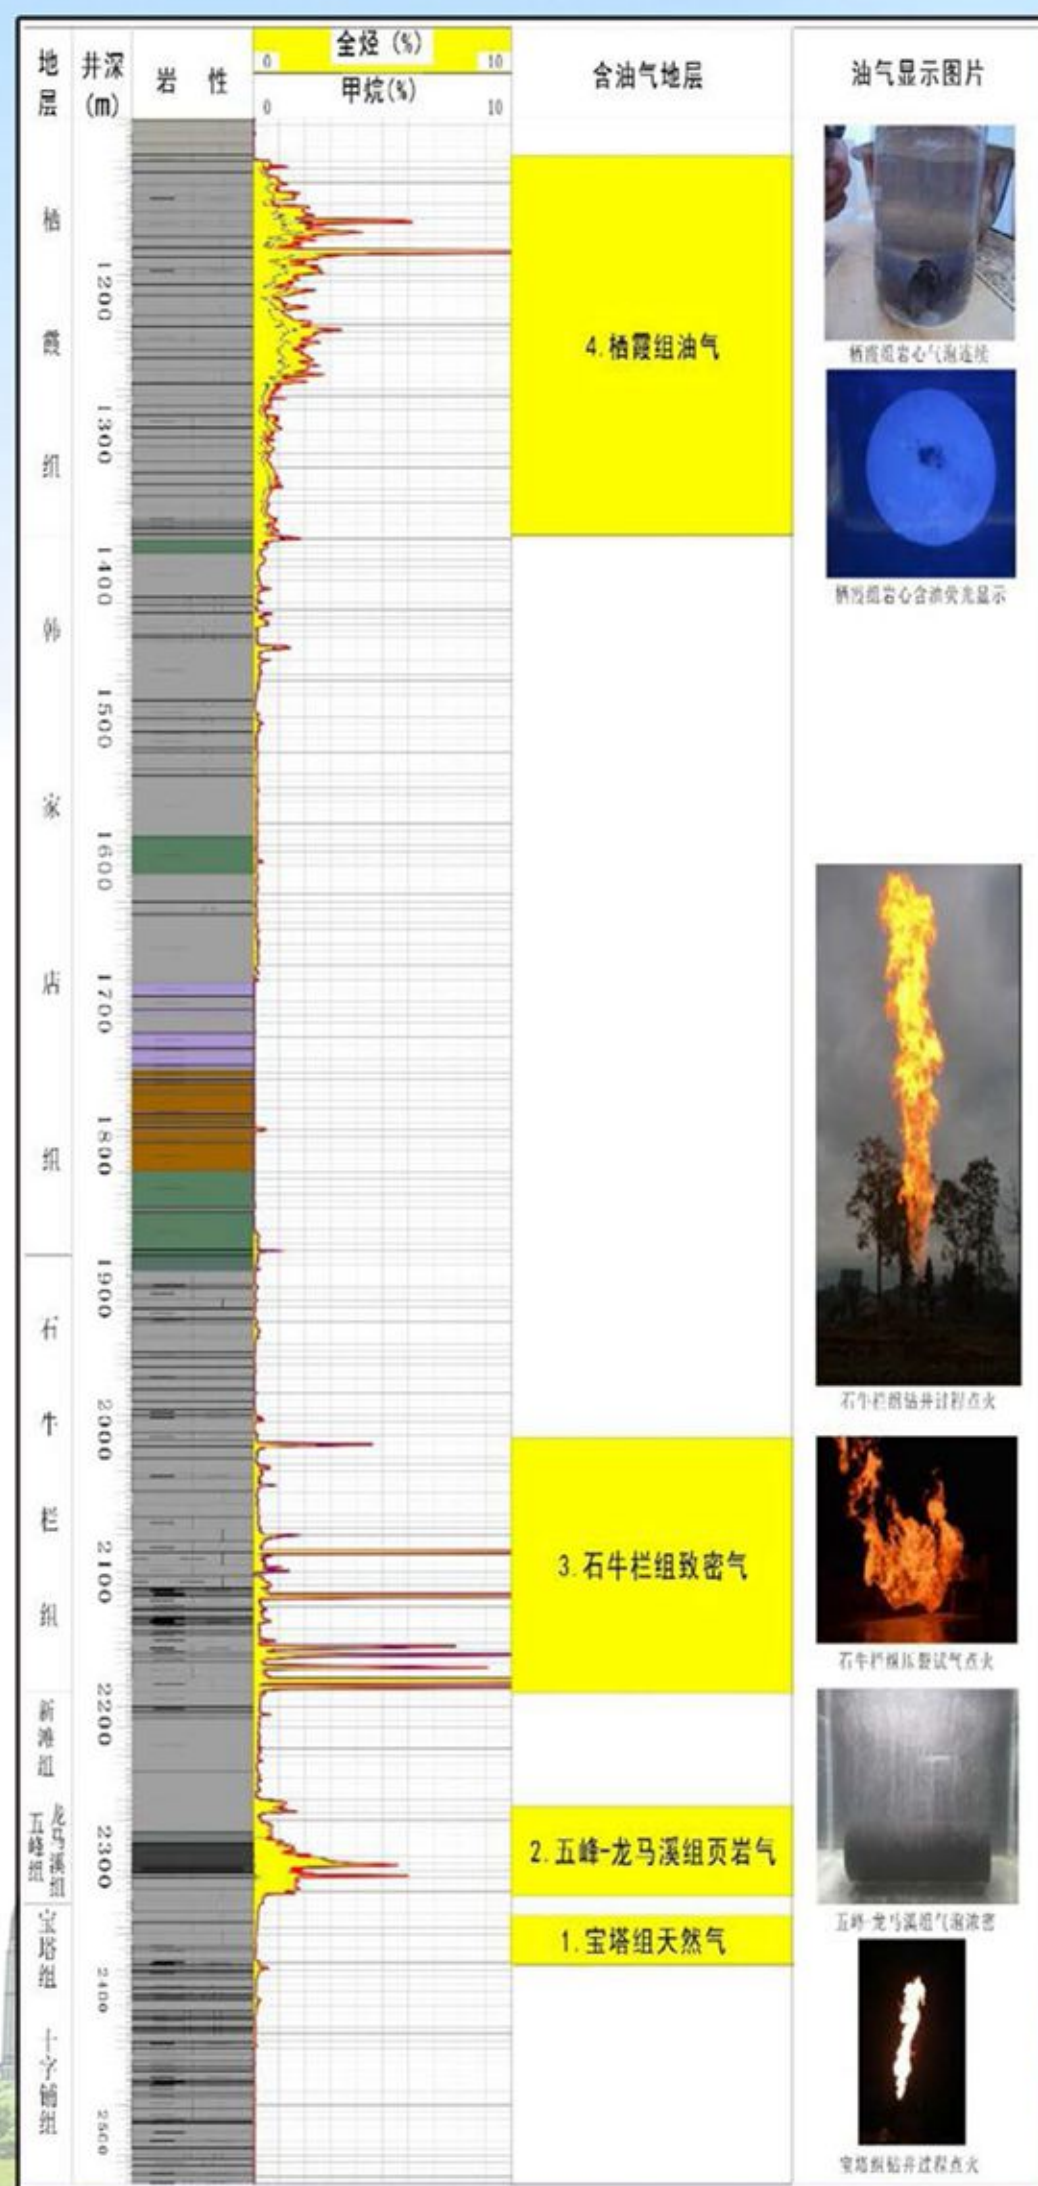 地层
井深(m)
岩 性
全烃 (%)
0 10
甲烷(%)
0 10
含油气地层
油气显示图片
栖霞组
韩家店组
石牛栏组
新滩组
龙马溪组
五峰组
宝塔组
十字铺组
1200
1300
1400
1500
1600
1700
1800
1900
2000
2100
2200
2300
2400
2500
4.栖霞组油气
3.石牛栏组致密气
2.五峰-龙马溪组页岩气
1.宝塔组天然气
栖霞组岩心气泡连续
栖霞组岩心含油荧光显示
石牛栏组钻井过程点火
石牛栏组压裂试气点火
五峰-龙马溪组气泡浓密
宝塔组钻井过程点火